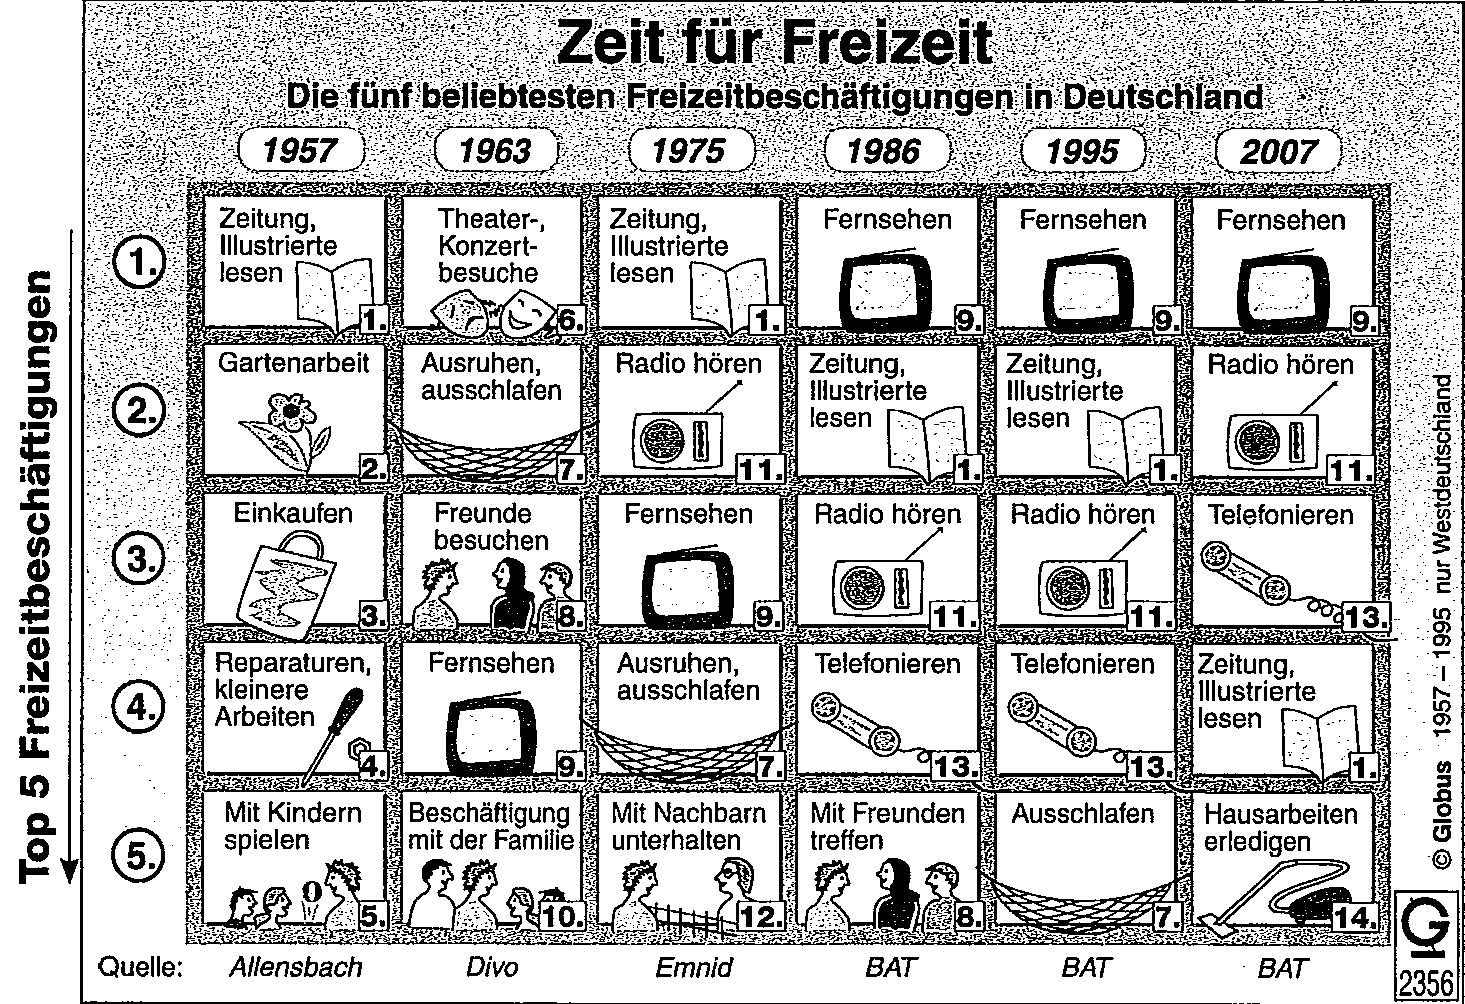 Zeit für Freizeit
Die fünf beliebtesten Freizeitbeschäftigungen in Deutschland
1957 1963 1975 1986 1995 2007
Top 5 Freizeitbeschäftigungen
1.
Zeitung,
Illustrierte
lesen
1.
Theater-,
Konzert-
besuche
6.
Zeitung,
Illustrierte
lesen
1.
Fernsehen
9.
Fernsehen
9.
Fernsehen
9.
2.
Gartenarbeit
2.
Ausruhen,
ausschlafen
7.
Radio hören
11.
Zeitung,
Illustrierte
lesen
1.
Zeitung,
Illustrierte
lesen
1.
Radio hören
11.
3.
Einkaufen
3.
Freunde
besuchen
8.
Fernsehen
9.
Radio hören
11.
Radio hören
11.
Telefonieren
13.
4.
Reparaturen,
kleinere
Arbeiten
4.
Fernsehen
9.
Ausruhen,
ausschlafen
7.
Telefonieren
13.
Telefonieren
13.
Zeitung,
Illustrierte
lesen
1.
5.
Mit Kindern
spielen
5.
Beschäftigung
mit der Familie
10.
Mit Nachbarn
unterhalten
12.
Mit Freunden
treffen
8.
Ausschlafen
7.
Hausarbeiten
erledigen
14.
Quelle: Allensbach Divo Emnid BAT BAT BAT
© Globus 1957 – 1995 nur Westdeutschland
2356